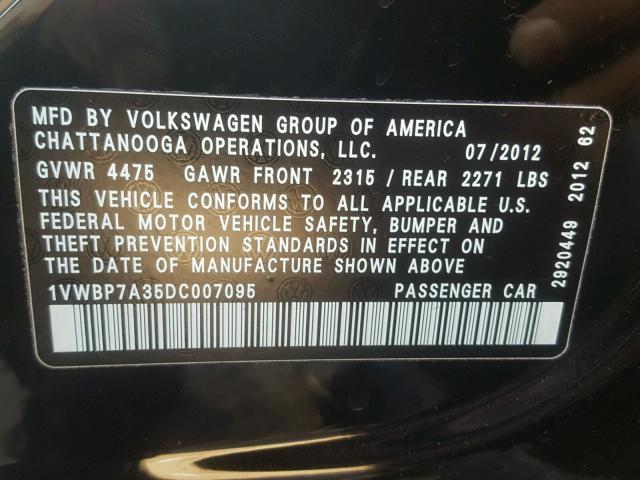 MFD BY VOLKSWAGEN GROUP OF AMERICA
CHATTANOOGA OPERATIONS, LLC. 07/2012
GVWR 4475 GAWR FRONT 2315 / REAR 2271 LBS
THIS VEHICLE CONFORMS TO ALL APPLICABLE U.S.
FEDERAL MOTOR VEHICLE SAFETY, BUMPER AND
THEFT PREVENTION STANDARDS IN EFFECT ON
THE DATE OF MANUFACTURE SHOWN ABOVE
1VWBP7A35DC007095 PASSENGER CAR
2920449 2012 62